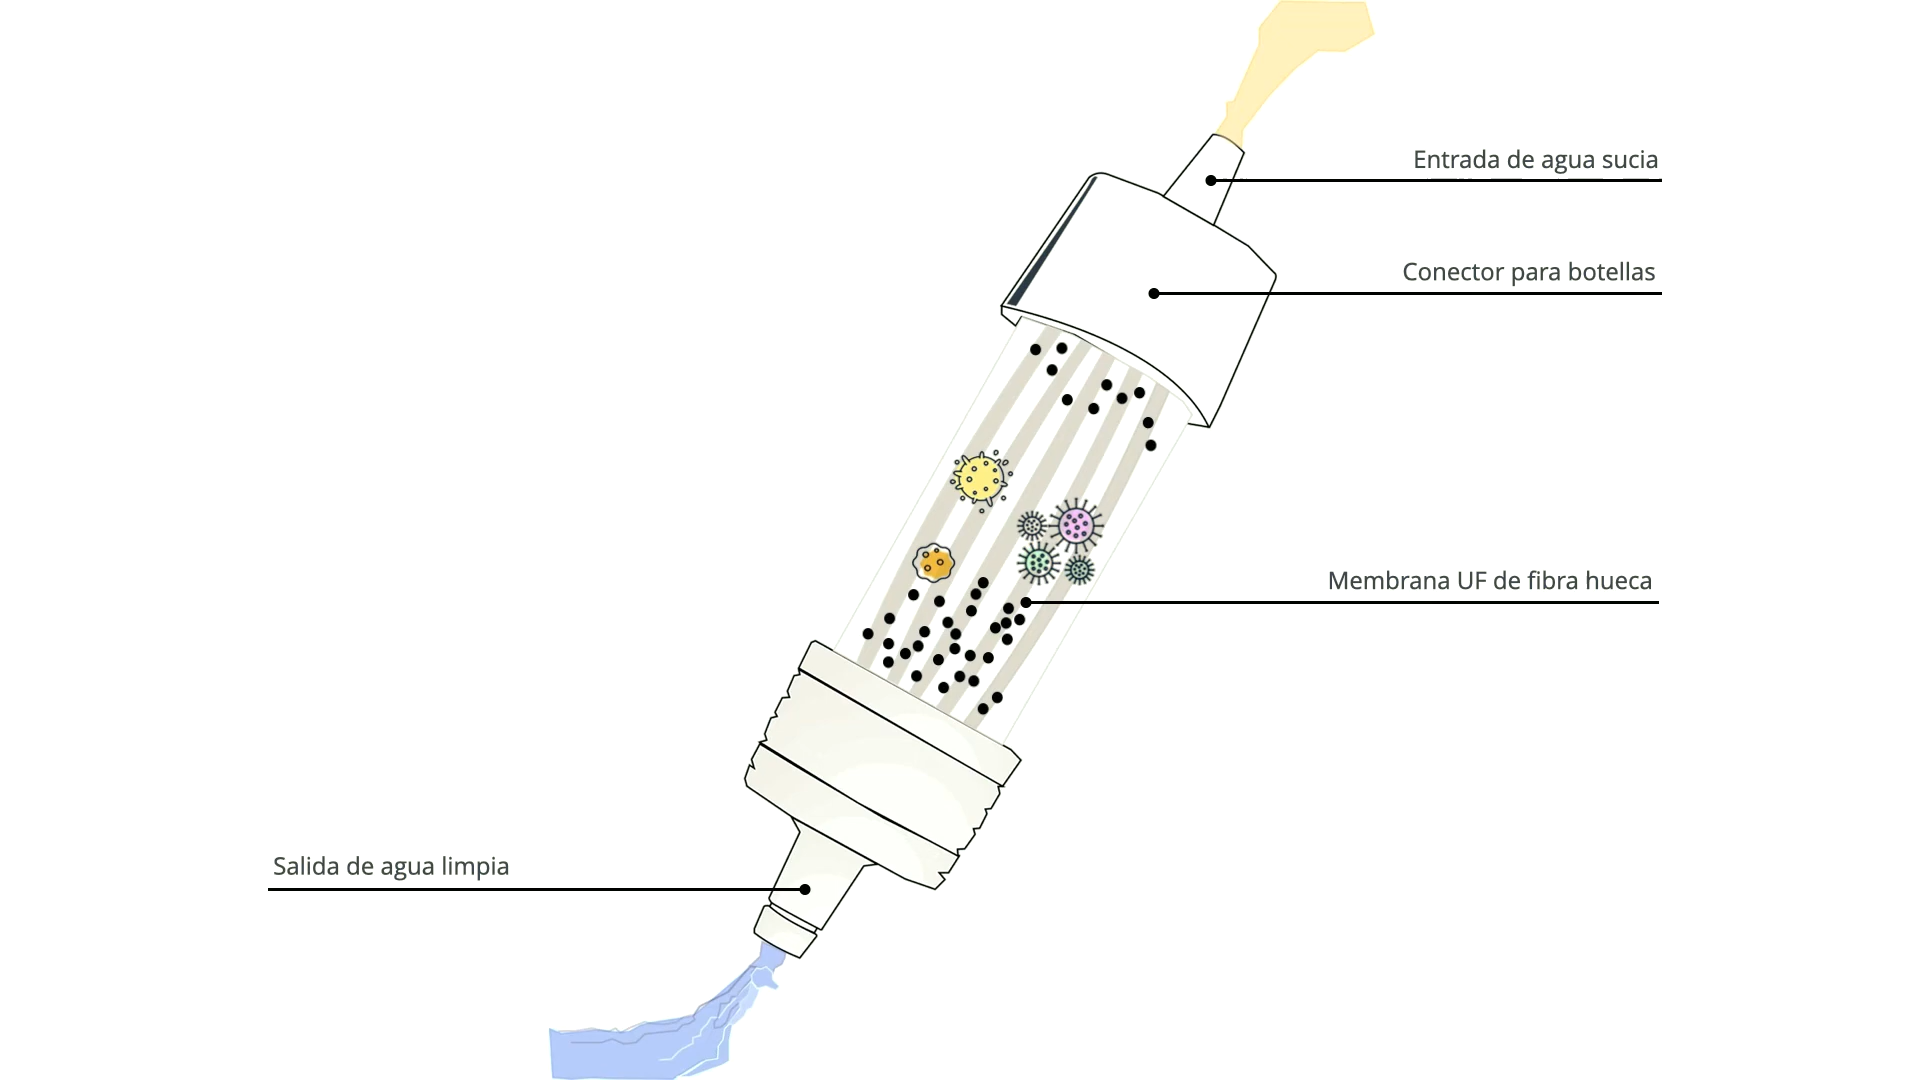 Entrada de agua sucia
Conector para botellas
Membrana UF de fibra hueca
Salida de agua limpia